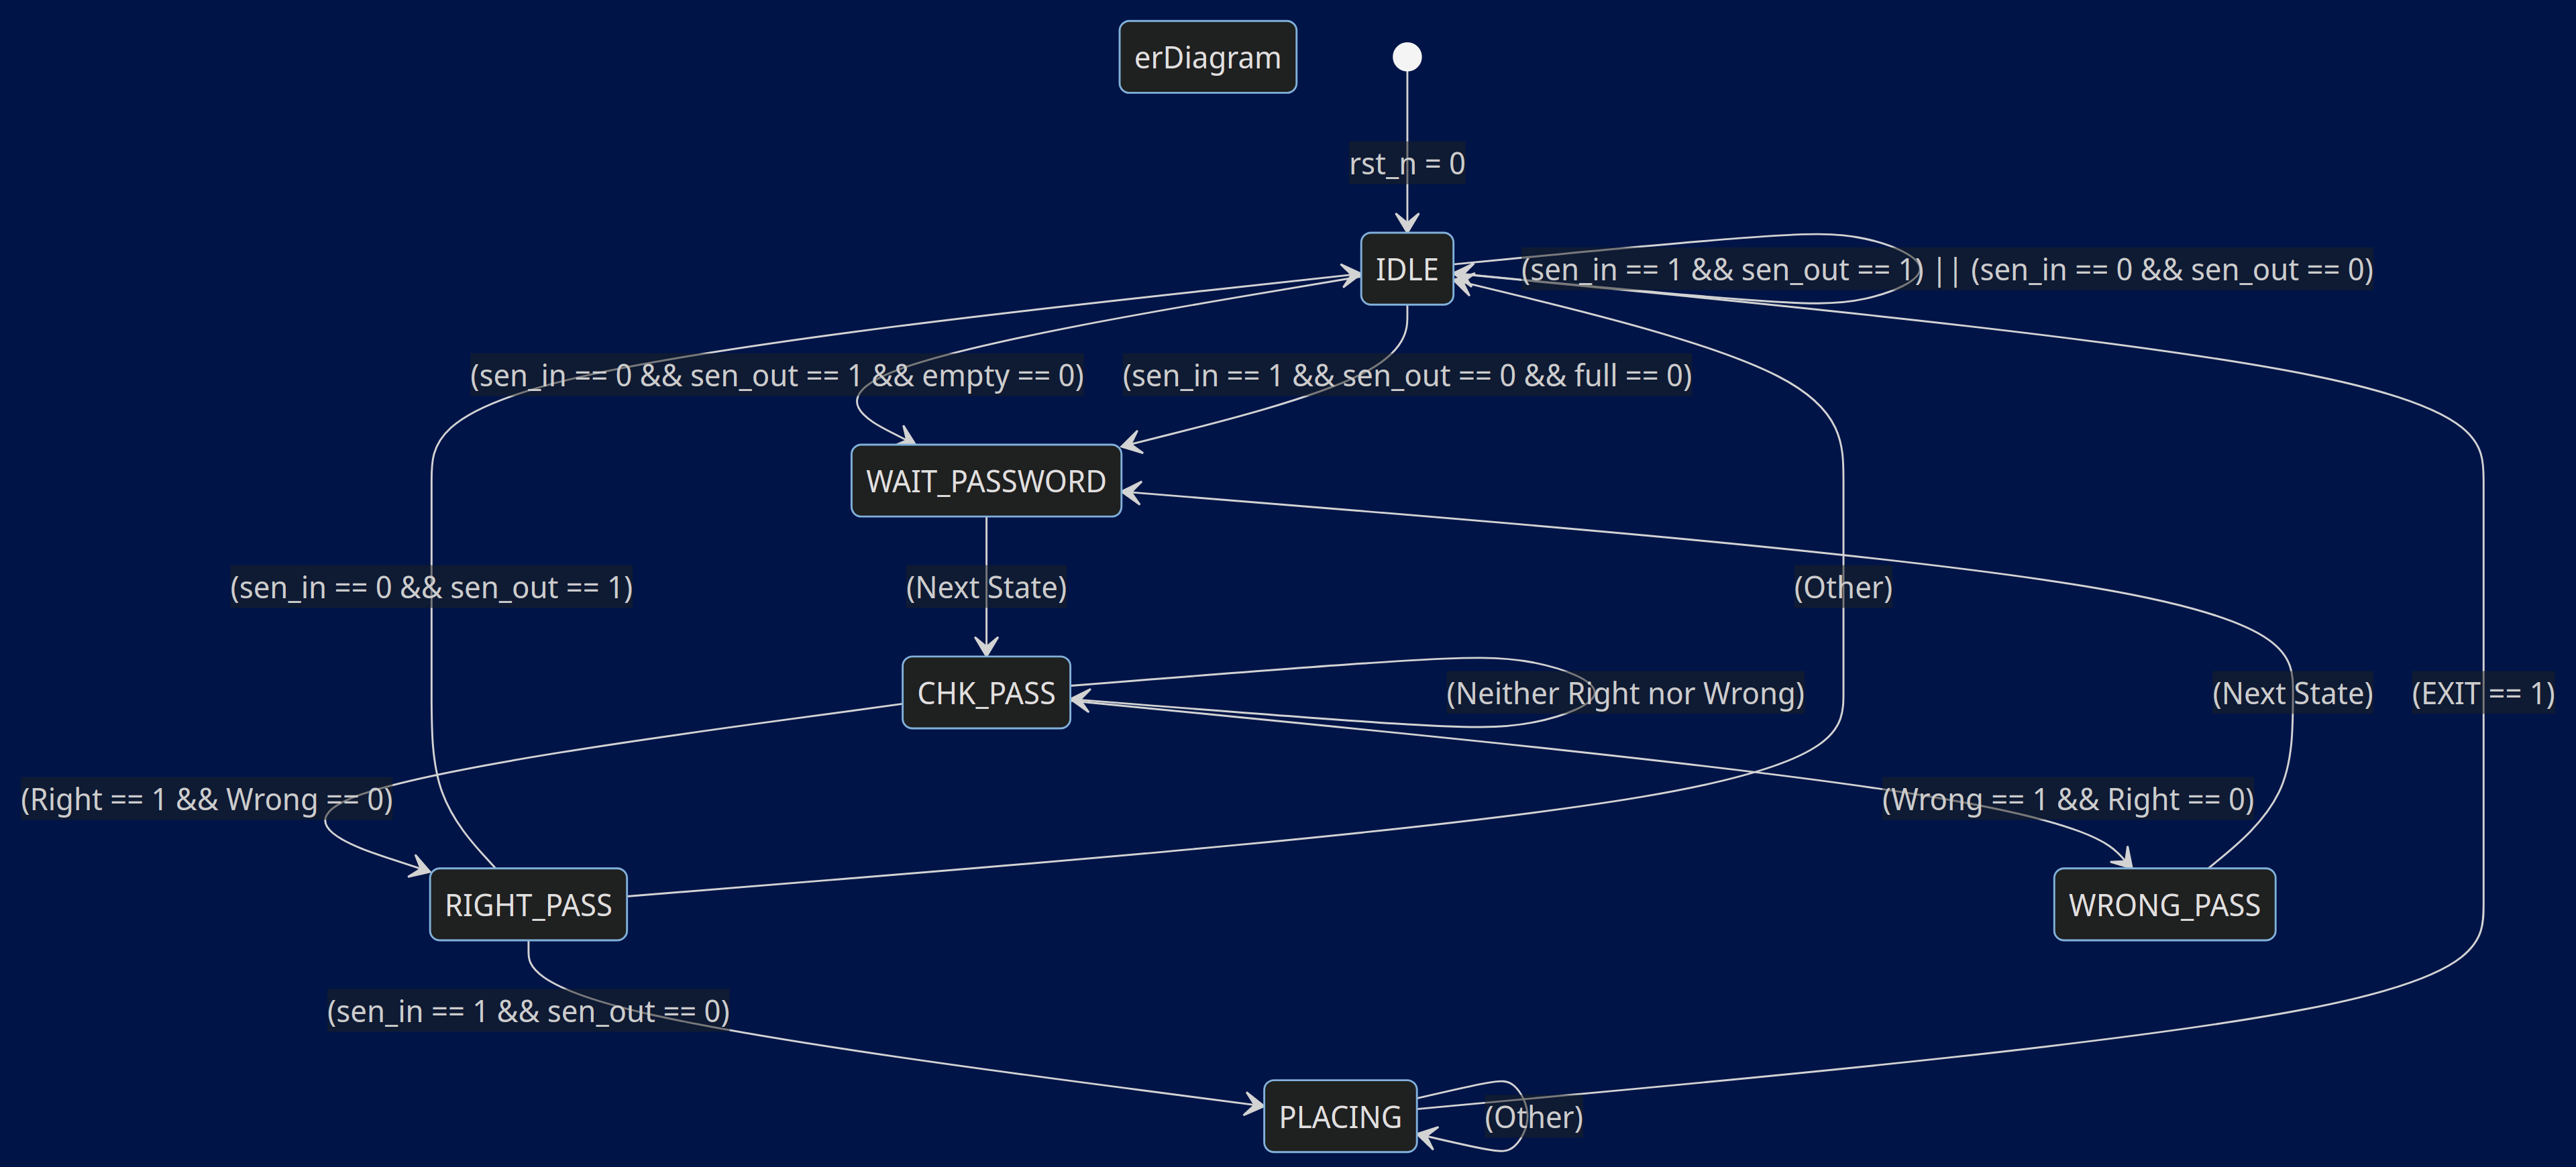 erDiagram
rst_n = 0
IDLE
(sen_in == 1 && sen_out == 1) || (sen_in == 0 && sen_out == 0)
(sen_in == 0 && sen_out == 1 && empty == 0)
(sen_in == 1 && sen_out == 0 && full == 0)
WAIT_PASSWORD
(sen_in == 0 && sen_out == 1)
(Next State)
(Other)
CHK_PASS
(Neither Right nor Wrong)
(Next State)
(EXIT == 1)
(Right == 1 && Wrong == 0)
(Wrong == 1 && Right == 0)
RIGHT_PASS
WRONG_PASS
(sen_in == 1 && sen_out == 0)
PLACING
(Other)